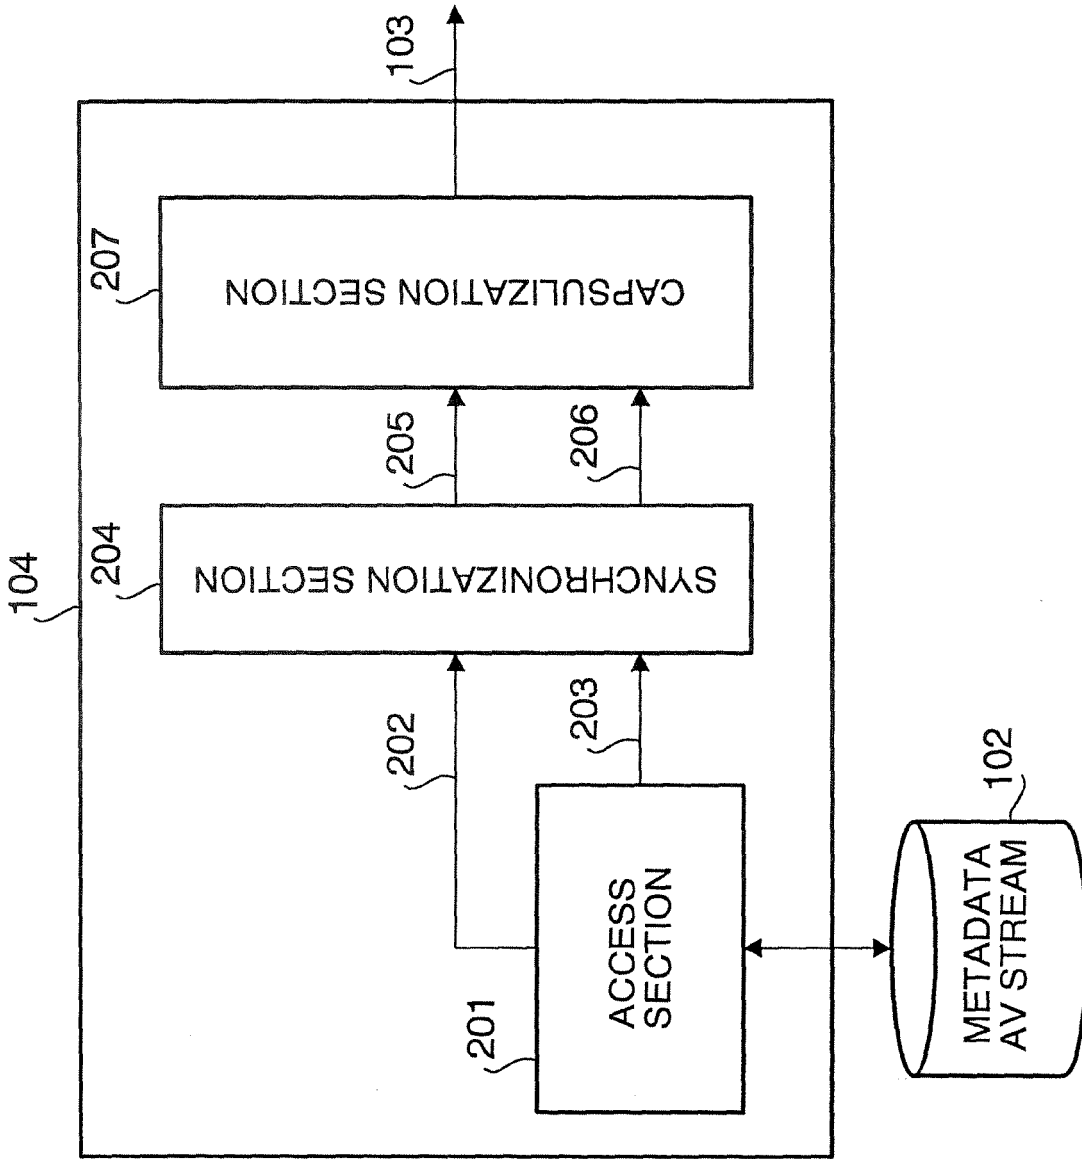 104
103
204
207
SYNCHRONIZATION SECTION
CAPSULIZATION SECTION
202
205
203
206
201
ACCESS
SECTION
102
METADATA
AV STREAM